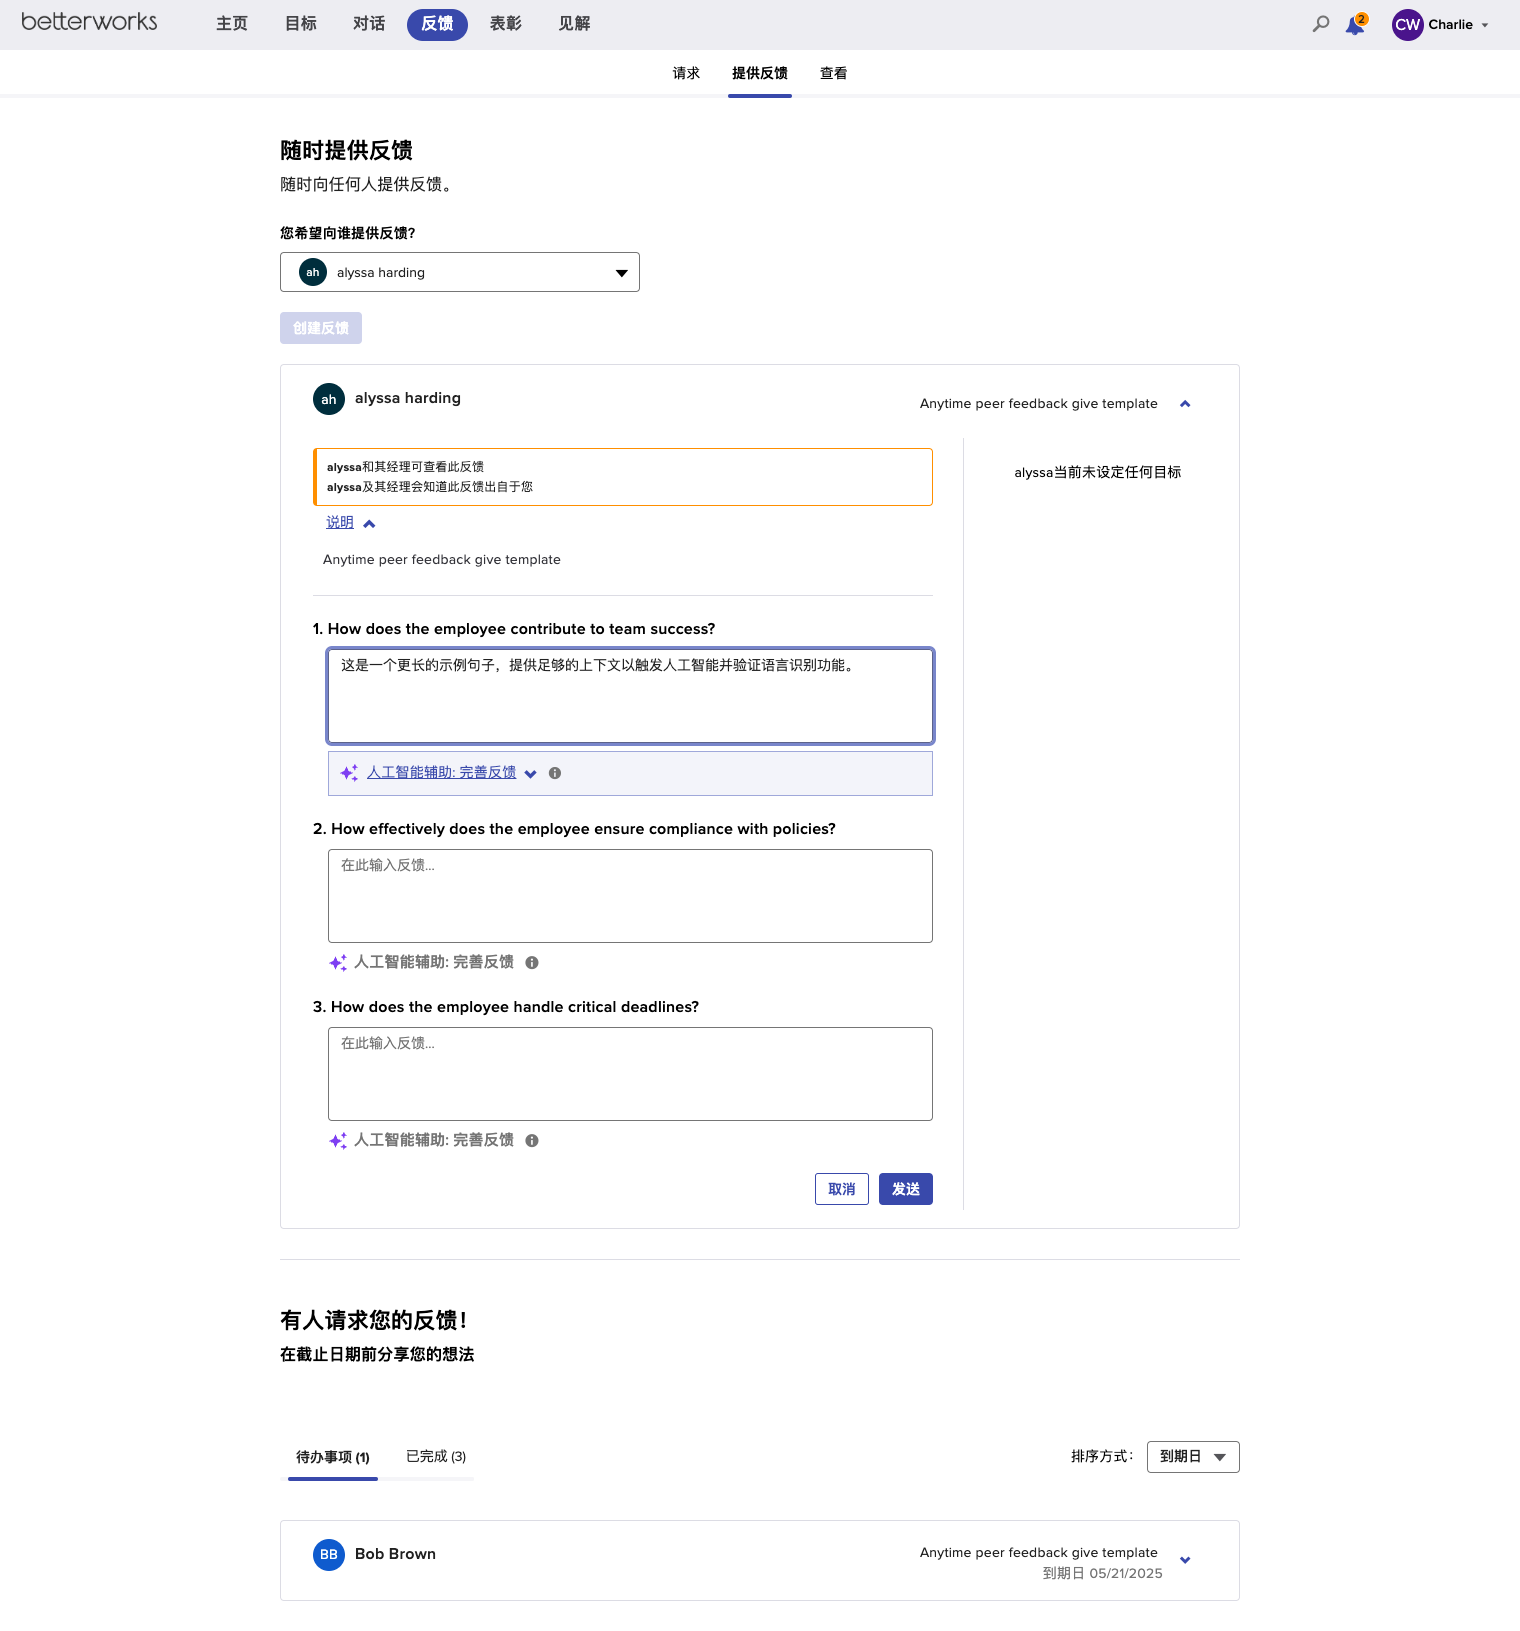 betterworks
主页 目标 对话 反馈 表彰 见解
2
CW Charlie
请求 提供反馈 查看
随时提供反馈
随时向任何人提供反馈。
您希望向谁提供反馈?
ah alyssa harding
创建反馈
ah alyssa harding
Anytime peer feedback give template
alyssa和其经理可查看此反馈
alyssa及其经理会知道此反馈出自于您
alyssa当前未设定任何目标
说明
Anytime peer feedback give template
1. How does the employee contribute to team success?
这是一个更长的示例句子，提供足够的上下文以触发人工智能并验证语言识别功能。
人工智能辅助: 完善反馈
2. How effectively does the employee ensure compliance with policies?
在此输入反馈...
人工智能辅助: 完善反馈
3. How does the employee handle critical deadlines?
在此输入反馈...
人工智能辅助: 完善反馈
取消 发送
有人请求您的反馈！
在截止日期前分享您的想法
待办事项 (1) 已完成 (3)
排序方式： 到期日
BB Bob Brown
Anytime peer feedback give template
到期日 05/21/2025